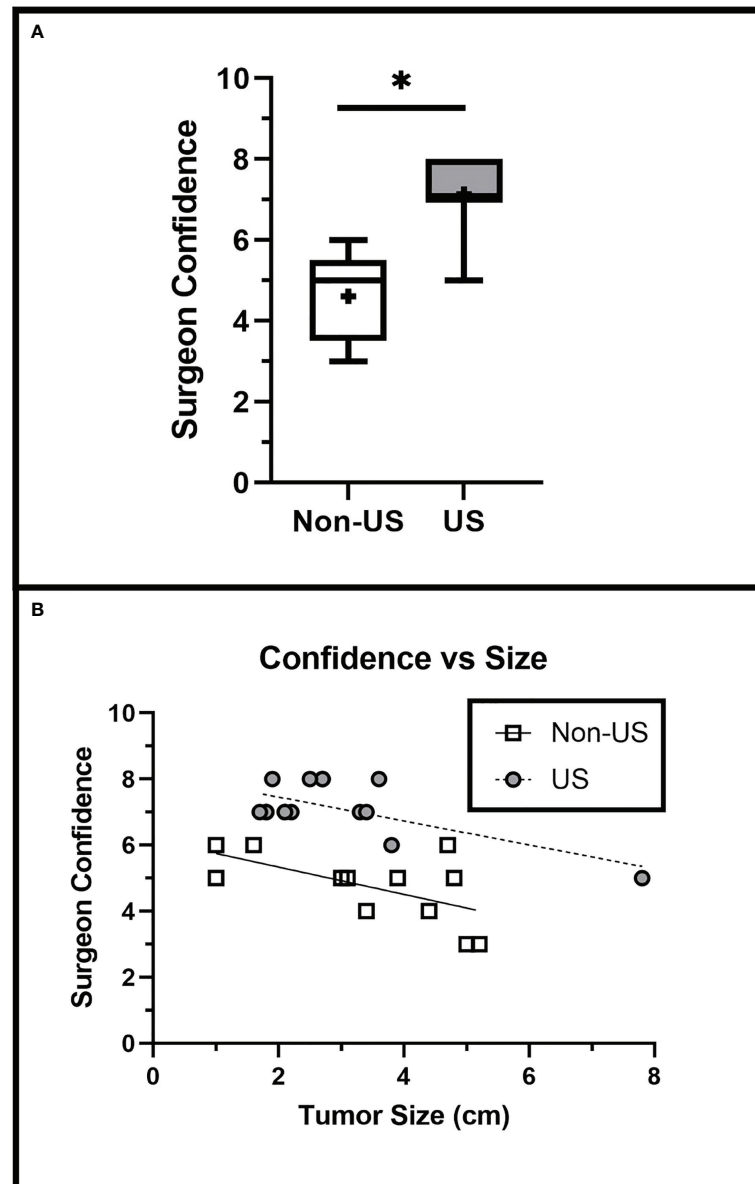 A
*
10
8
6
4
2
0
Surgeon Confidence
Non-US US
B
Confidence vs Size
Non-US
US
10
8
6
4
2
0
Surgeon Confidence
0 2 4 6 8
Tumor Size (cm)